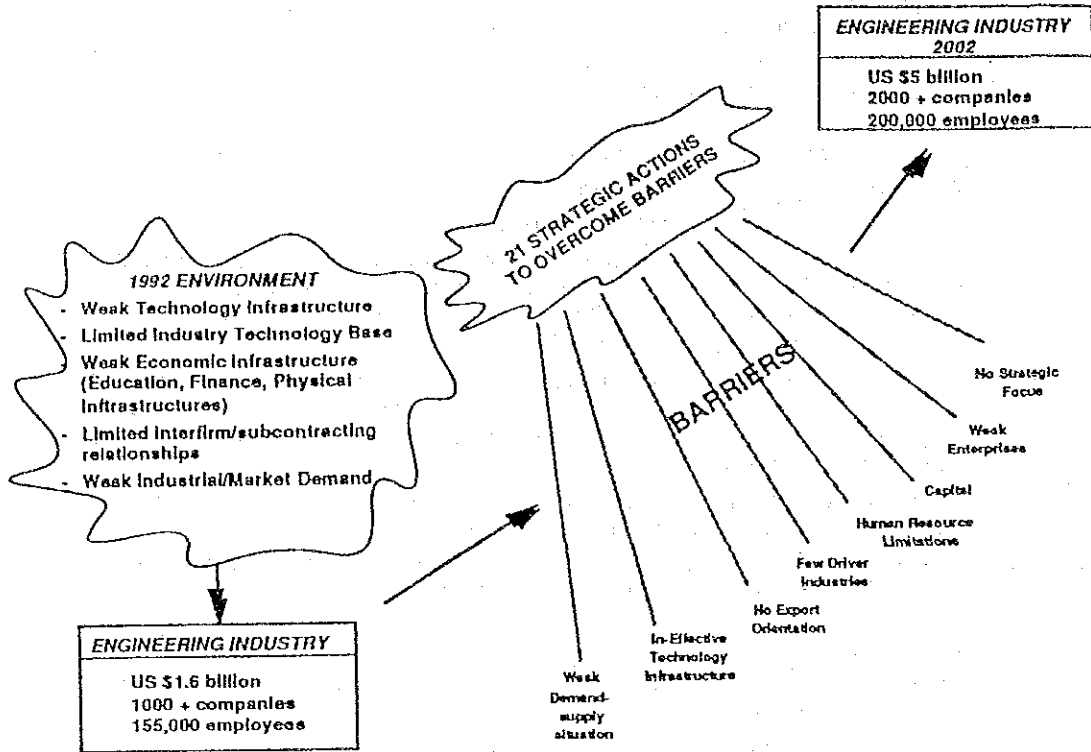 1992 ENVIRONMENT
- Weak Technology Infrastructure
- Limited Industry Technology Base
- Weak Economic Infrastructure
(Education, Finance, Physical
Inftrastructures)
- Limited Interfirm/subcontracting
relationships
- Weak Industrial/Market Demand
ENGINEERING INDUSTRY
US $1.6 billion
1000 + companies
155,000 employees
21 STRATEGIC ACTIONS
TO OVERCOME BARRIERS
BARRIERS
Weak
Demand-
supply
situation
In-Effective
Technology
Infrastructure
No Export
Orientation
Few Driver
Industries
Human Resource
Limitations
Capital
Weak
Enterprises
No Strategic
Focus
ENGINEERING INDUSTRY
2002
US $5 billion
2000 + companies
200,000 employees